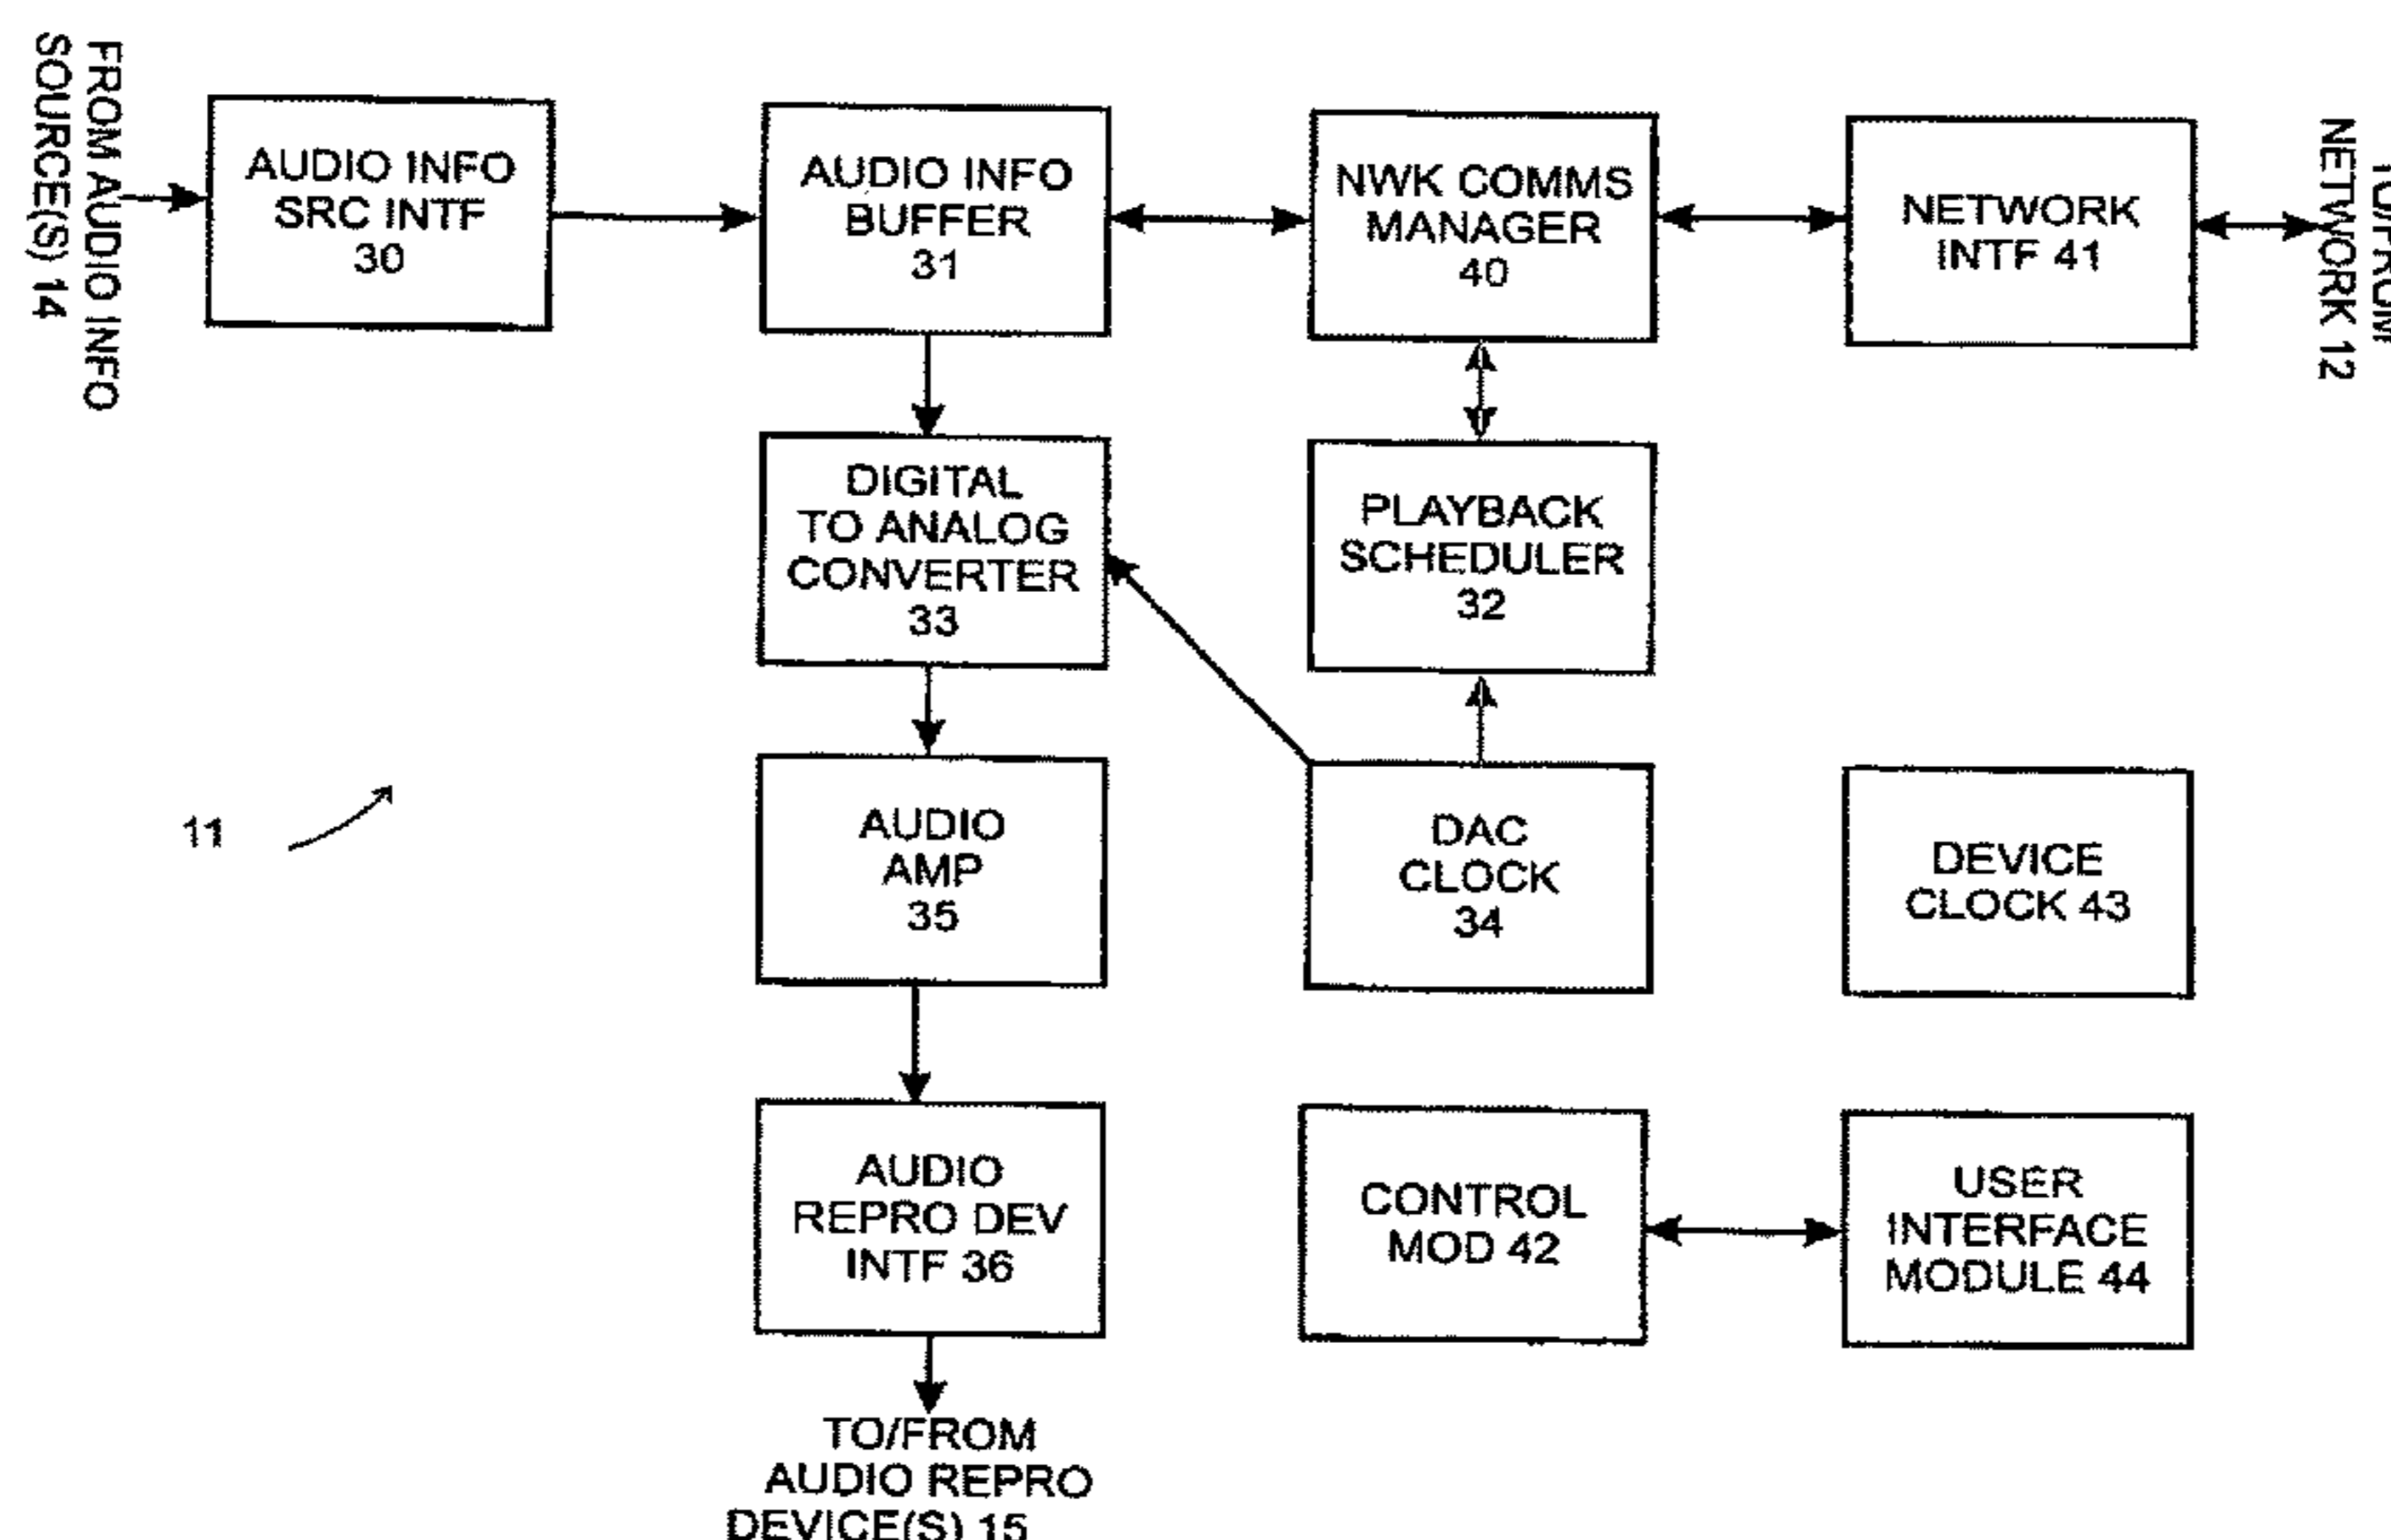 FROM AUDIO INFO
SOURCE(S) 14
AUDIO INFO
SRC INTF
30
AUDIO INFO
BUFFER
31
NWK COMMS
MANAGER
40
NETWORK
INTF 41
TO/FROM
NETWORK 12
DIGITAL
TO ANALOG
CONVERTER
33
PLAYBACK
SCHEDULER
32
11
AUDIO
AMP
35
DAC
CLOCK
34
DEVICE
CLOCK 43
AUDIO
REPRO DEV
INTF 36
CONTROL
MOD 42
USER
INTERFACE
MODULE 44
TO/FROM
AUDIO REPRO
DEVICE(S) 15